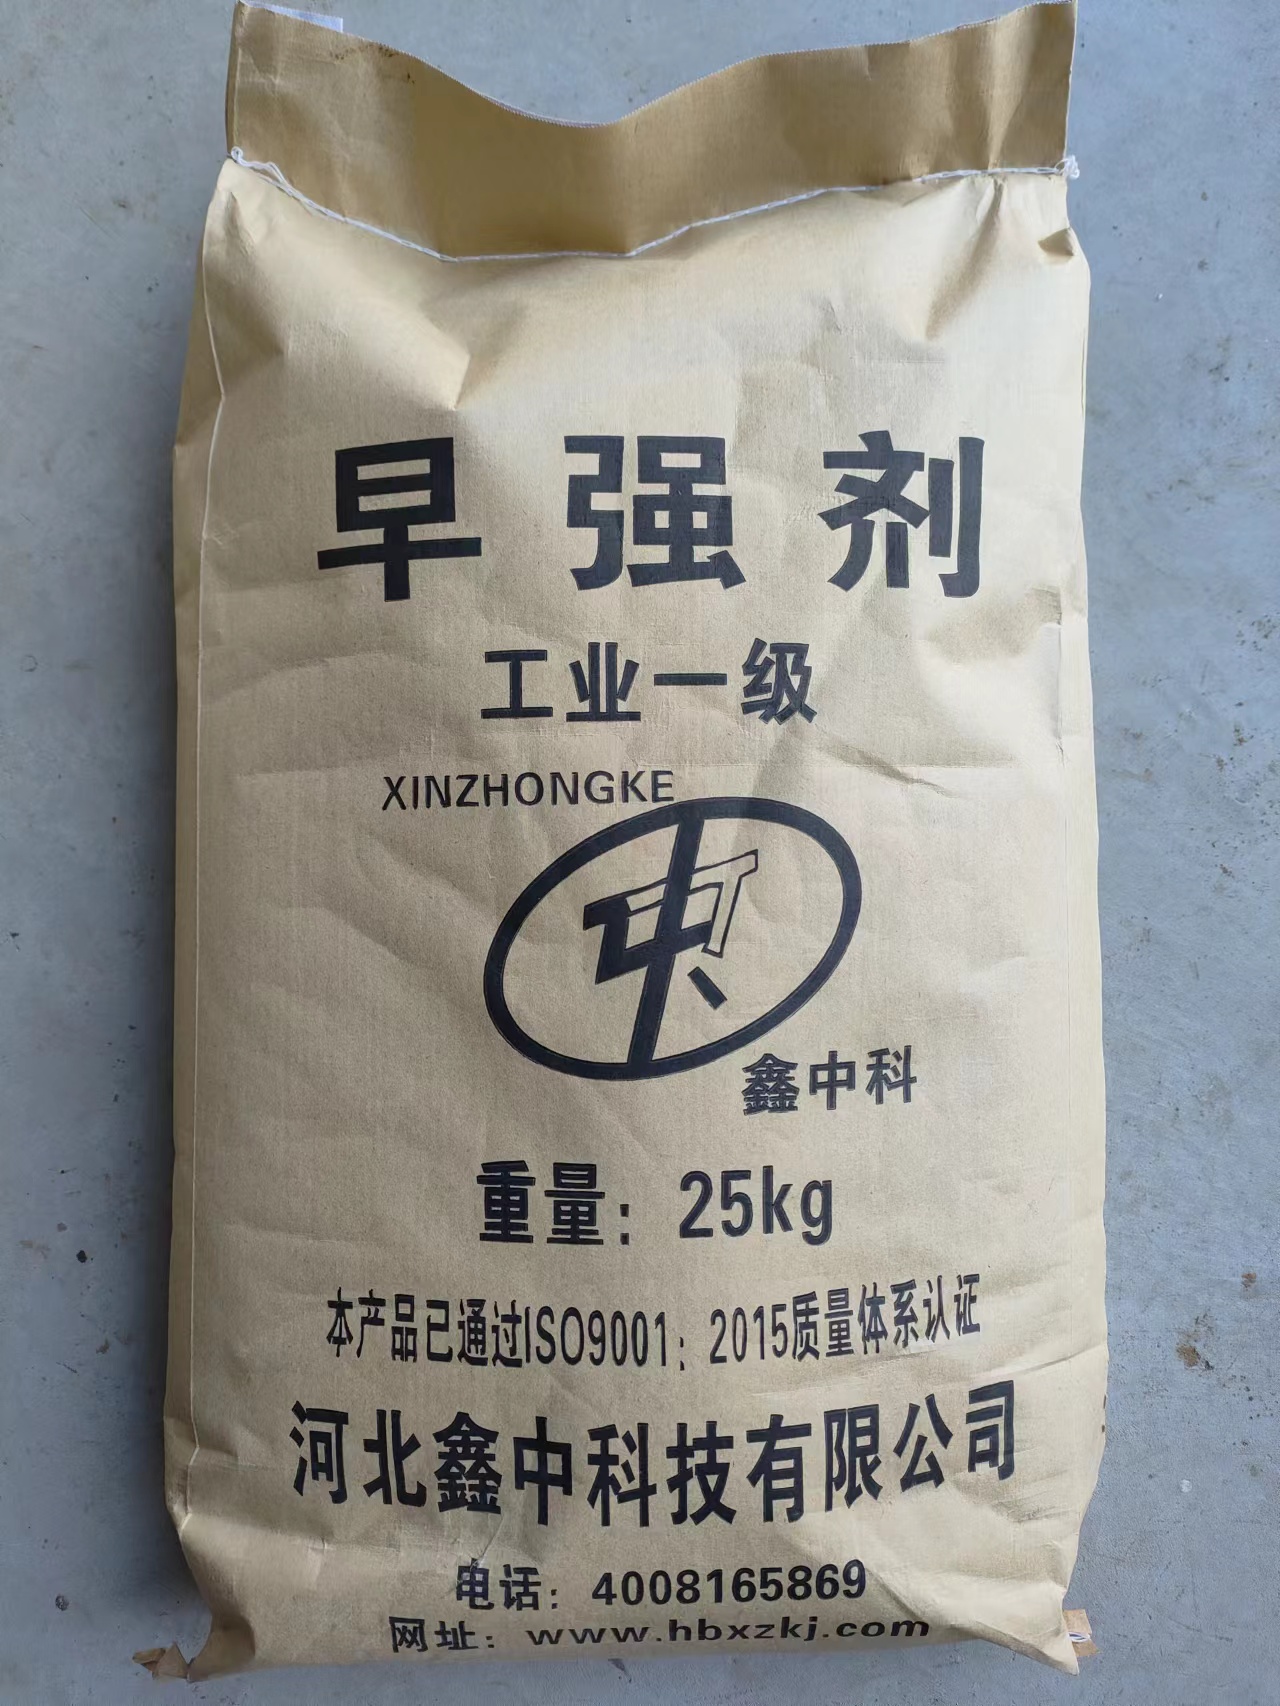 早强剂
工业一级
XINZHONGKE
鑫中科
重量：25kg
本产品已通过ISO9001：2015质量体系认证
河北鑫中科技有限公司
电话：4008165869
网址：www.hbxzkj.com